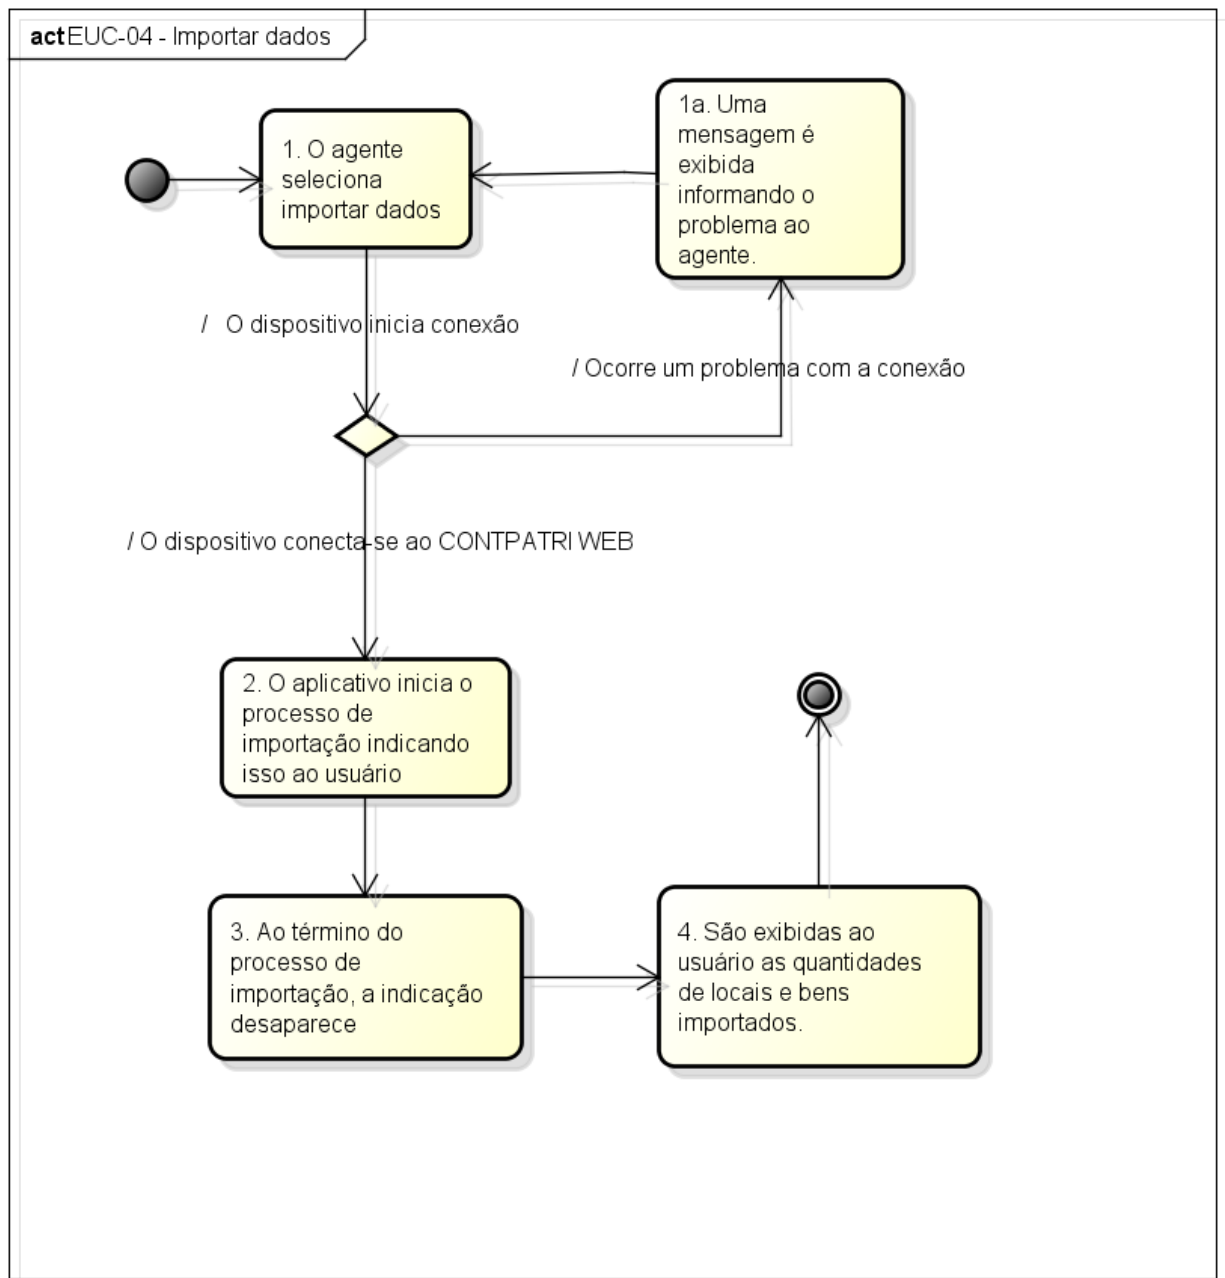 act EUC-04 - Importar dados
1. O agente
seleciona
importar dados
1a. Uma
mensagem é
exibida
informando o
problema ao
agente.
/ O dispositivo inicia conexão
/ Ocorre um problema com a conexão
/ O dispositivo conecta-se ao CONTPATRI WEB
2. O aplicativo inicia o
processo de
importação indicando
isso ao usuário
3. Ao término do
processo de
importação, a indicação
desaparece
4. São exibidas ao
usuário as quantidades
de locais e bens
importados.